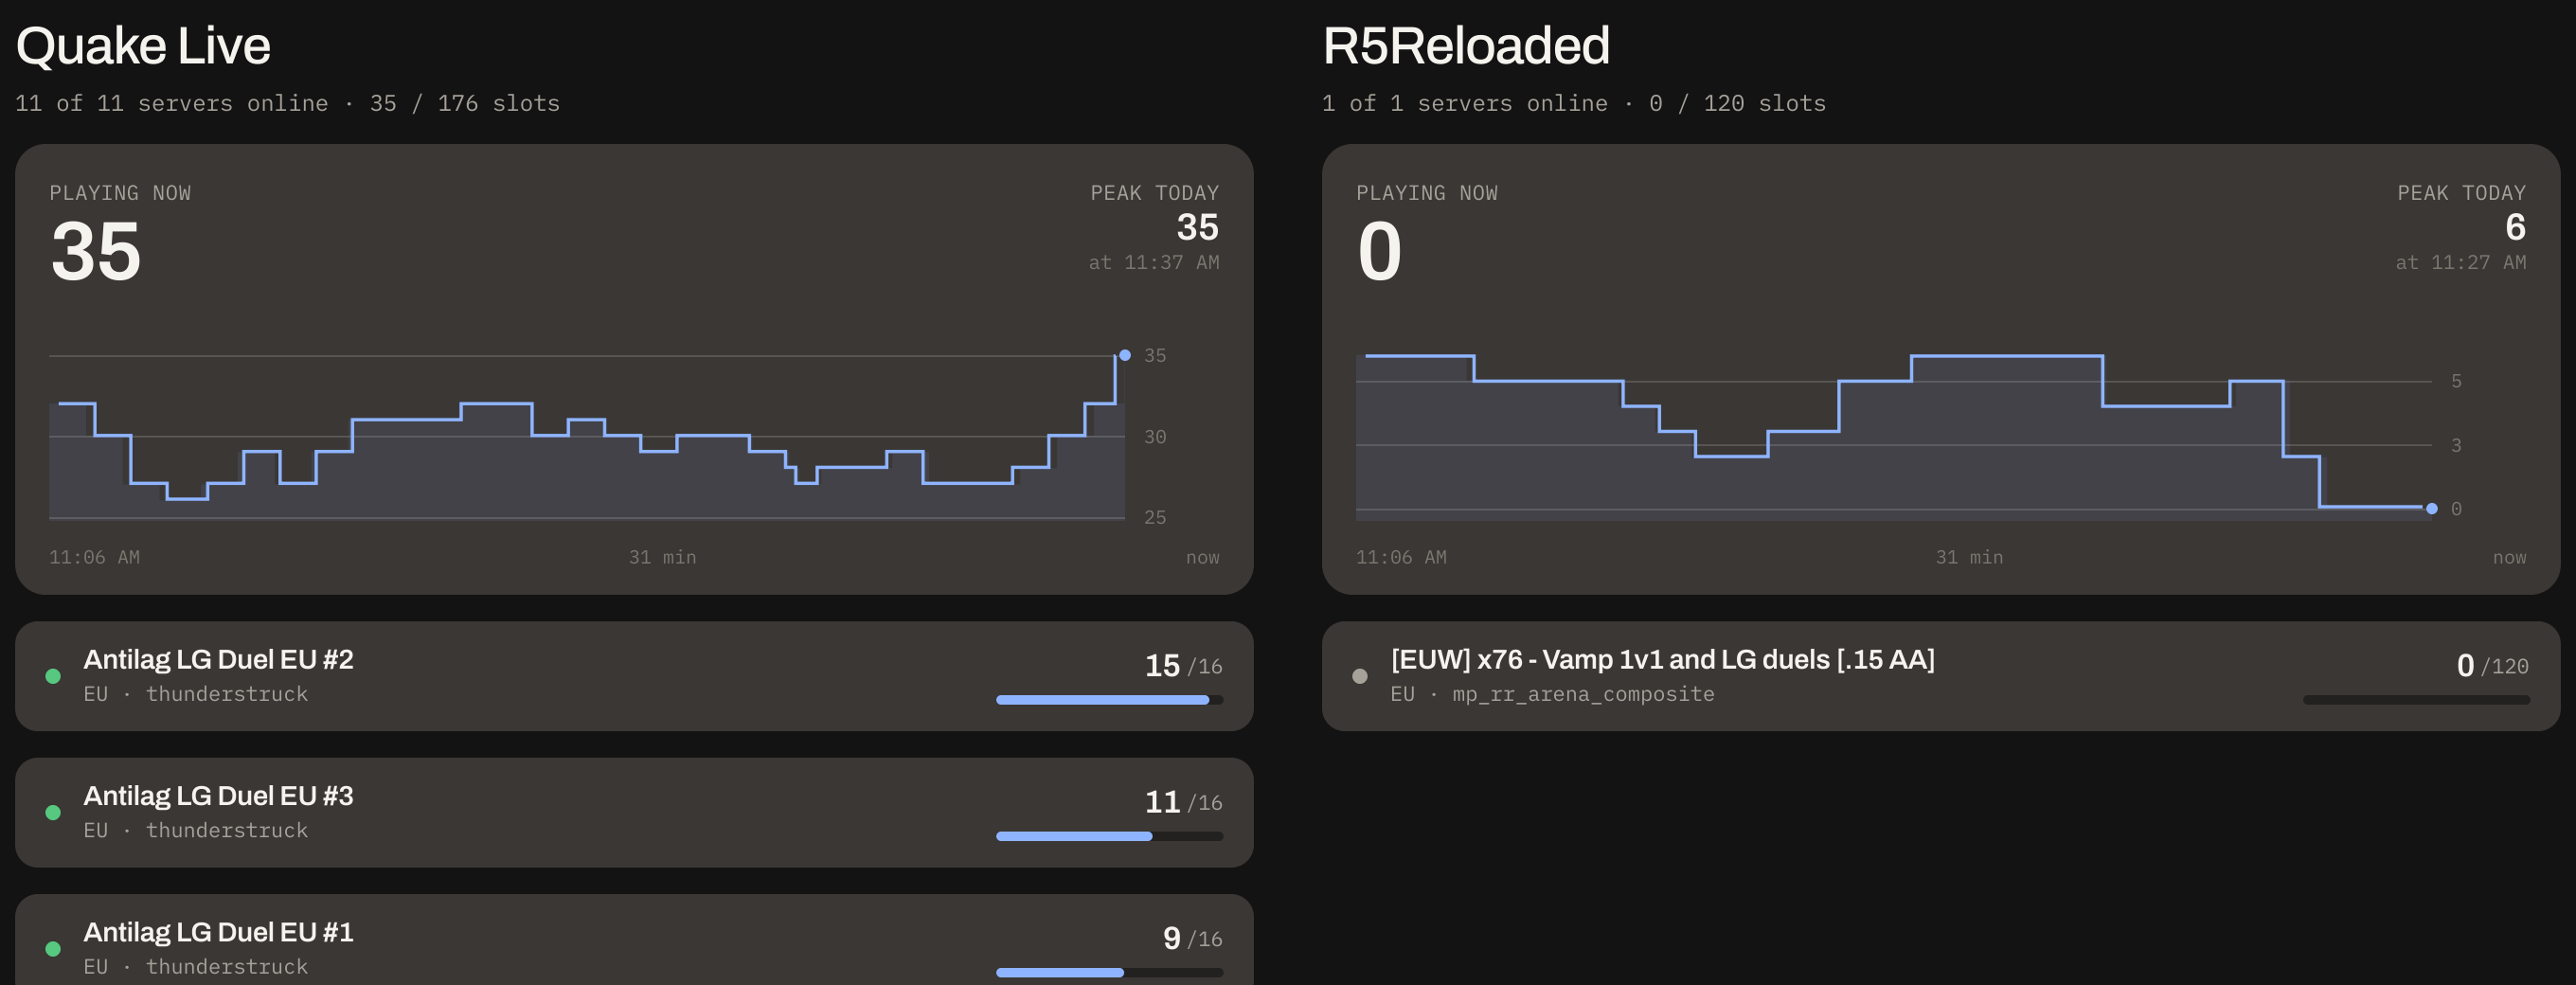 Quake Live
11 of 11 servers online · 35 / 176 slots
PLAYING NOW
35
PEAK TODAY
35
at 11:37 AM
35
30
25
11:06 AM
31 min
now
Antilag LG Duel EU #2
EU · thunderstruck
15 /16
Antilag LG Duel EU #3
EU · thunderstruck
11 /16
Antilag LG Duel EU #1
EU · thunderstruck
9 /16
R5Reloaded
1 of 1 servers online · 0 / 120 slots
PLAYING NOW
0
PEAK TODAY
6
at 11:27 AM
5
3
0
11:06 AM
31 min
now
[EUW] x76 - Vamp 1v1 and LG duels [.15 AA]
EU · mp_rr_arena_composite
0 /120